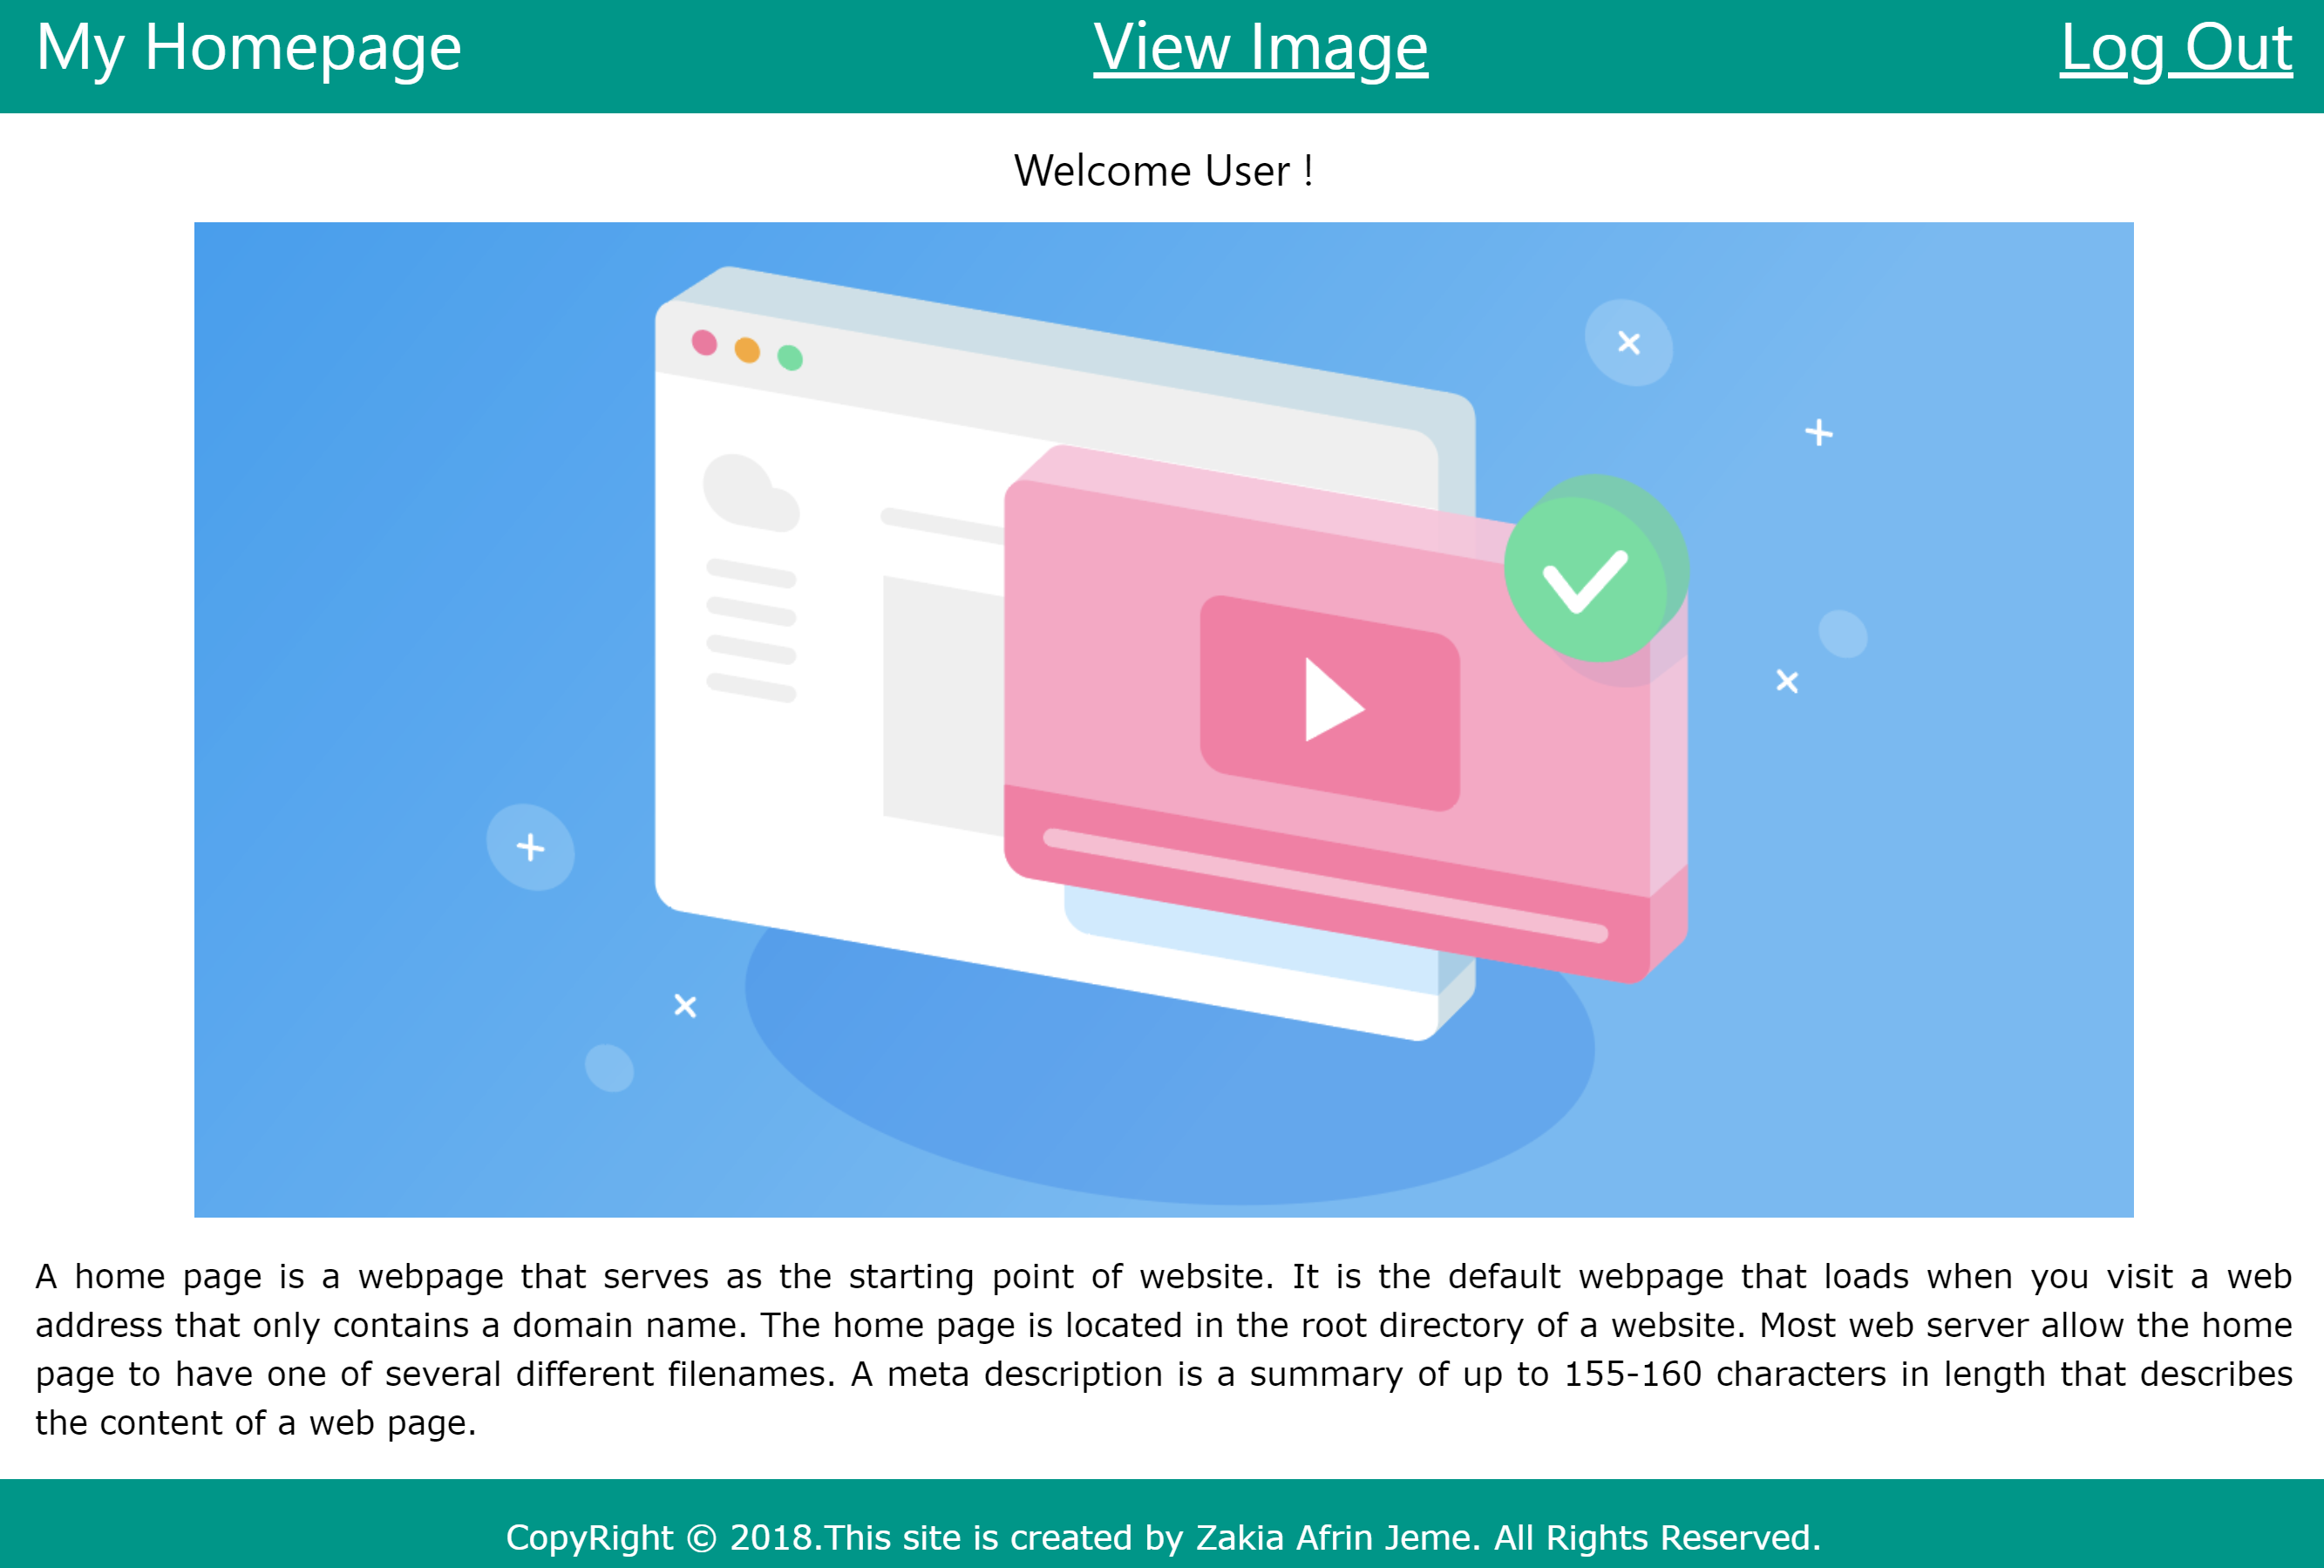 My Homepage View Image Log Out
Welcome User !
A home page is a webpage that serves as the starting point of website. It is the default webpage that loads when you visit a web
address that only contains a domain name. The home page is located in the root directory of a website. Most web server allow the home
page to have one of several different filenames. A meta description is a summary of up to 155-160 characters in length that describes
the content of a web page.
CopyRight © 2018.This site is created by Zakia Afrin Jeme. All Rights Reserved.